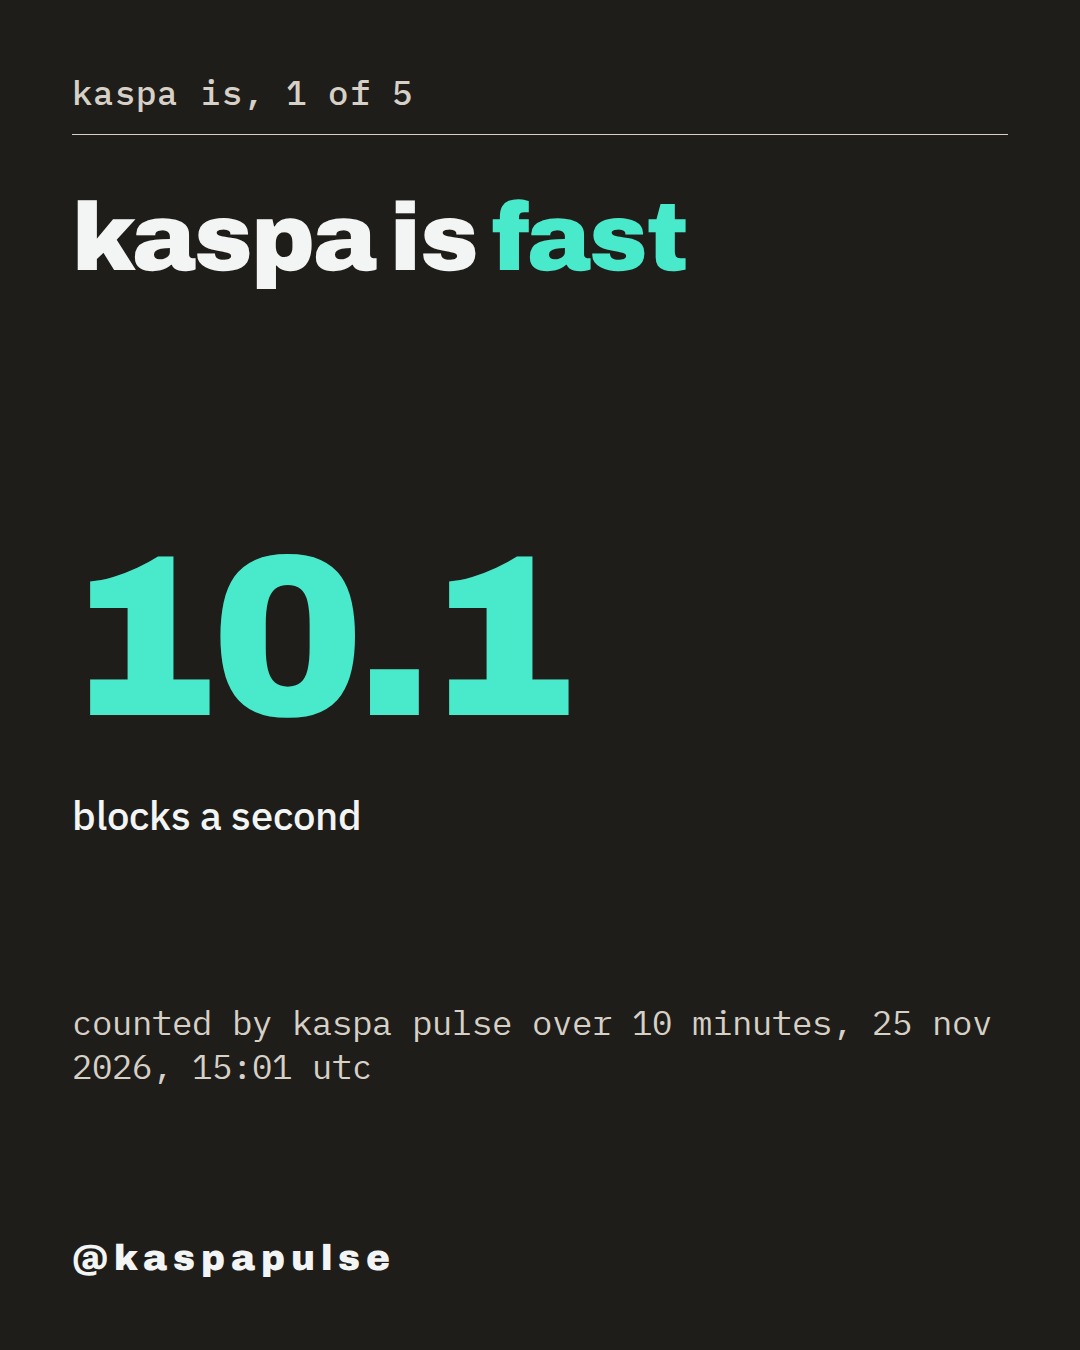 kaspa is, 1 of 5
kaspa is fast
10.1
blocks a second
counted by kaspa pulse over 10 minutes, 25 nov
2026, 15:01 utc
@kaspapulse